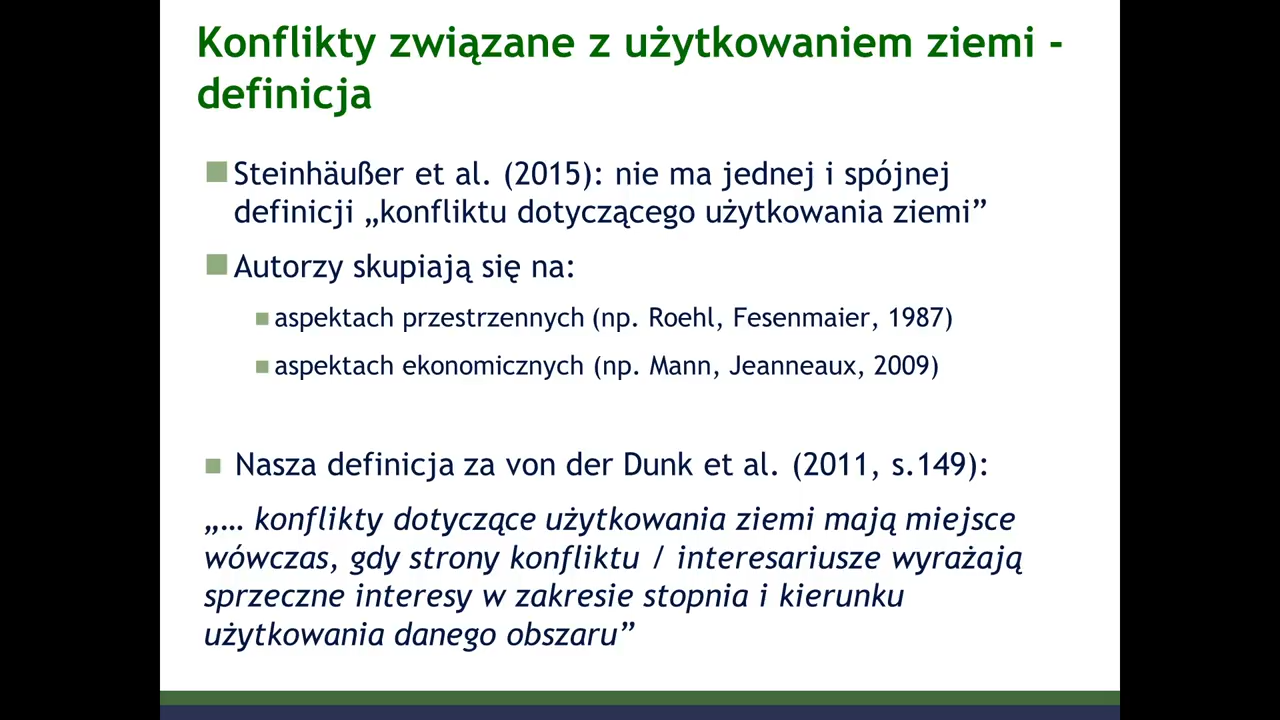 Konflikty związane z użytkowaniem ziemi -
definicja
Steinhäußer et al. (2015): nie ma jednej i spójnej
definicji „konfliktu dotyczącego użytkowania ziemi”
Autorzy skupiają się na:
aspektach przestrzennych (np. Roehl, Fesenmaier, 1987)
aspektach ekonomicznych (np. Mann, Jeanneaux, 2009)
Nasza definicja za von der Dunk et al. (2011, s.149):
„… konflikty dotyczące użytkowania ziemi mają miejsce
wówczas, gdy strony konfliktu / interesariusze wyrażają
sprzeczne interesy w zakresie stopnia i kierunku
użytkowania danego obszaru”